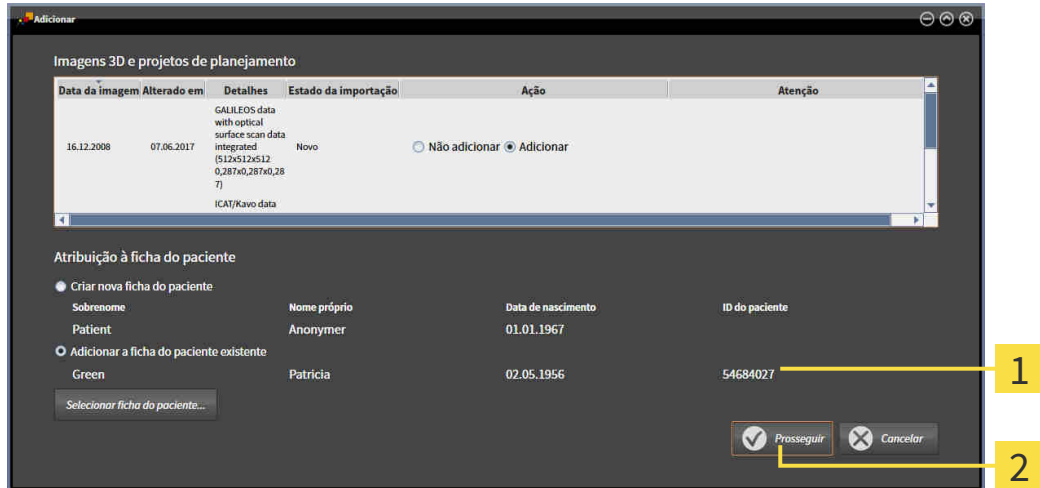 Adicionar
Imagens 3D e projetos de planejamento
Data da imagem Alterado em Detalhes Estado da importação Ação Atenção
GALILEOS data
with optical
surface scan data
16.12.2008 07.06.2017 integrated Novo Não adicionar Adicionar
(512x512x512
0,287x0,287x0,28
7)
ICAT/Kavo data
Atribuição à ficha do paciente
Criar nova ficha do paciente
Sobrenome Nome próprio Data de nascimento ID do paciente
Patient Anonymer 01.01.1967
Adicionar a ficha do paciente existente
Green Patricia 02.05.1956 54684027 1
Selecionar ficha do paciente...
Prosseguir Cancelar
2